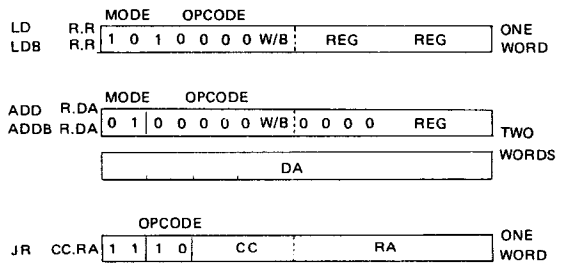 MODE OPCODE
LD R.R 1 0 1 0 0 0 0 W/B REG REG ONE
LDB R.R WORD
MODE OPCODE
ADD R.DA 0 1 0 0 0 0 0 W/B 0 0 0 0 REG TWO
ADDB R.DA WORDS
DA
OPCODE
JR CC.RA 1 1 1 0 CC RA ONE
WORD